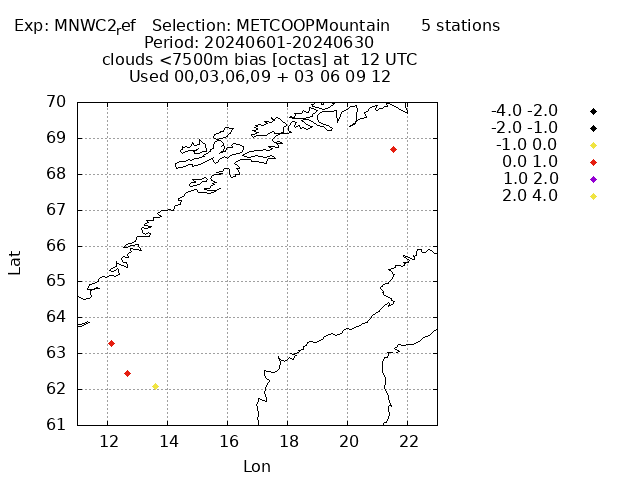 Exp: MNWC2ref Selection: METCOOPMountain 5 stations
Period: 20240601-20240630
clouds <7500m bias [octas] at 12 UTC
Used 00,03,06,09 + 03 06 09 12
-4.0 -2.0
-2.0 -1.0
-1.0 0.0
0.0 1.0
1.0 2.0
2.0 4.0
70
69
68
67
66
65
64
63
62
61
Lat
12 14 16 18 20 22
Lon